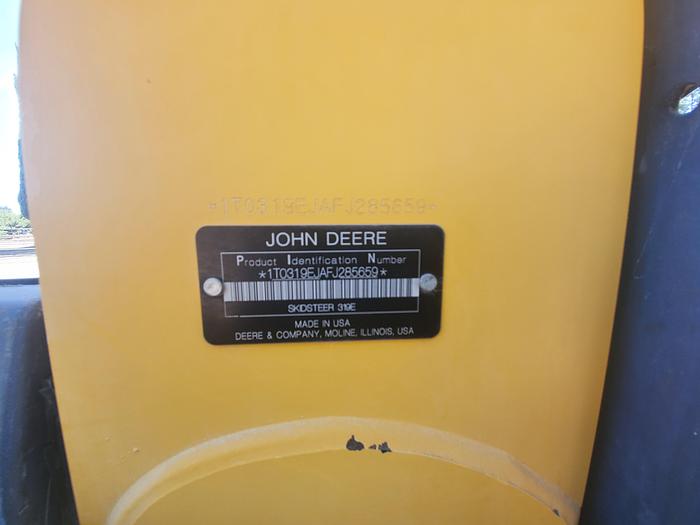 *1T0319EJAFJ285659*
JOHN DEERE
Product Identification Number
*1T0319EJAFJ285659*
SKIDSTEER 319E
MADE IN USA
DEERE & COMPANY, MOLINE, ILLINOIS, USA